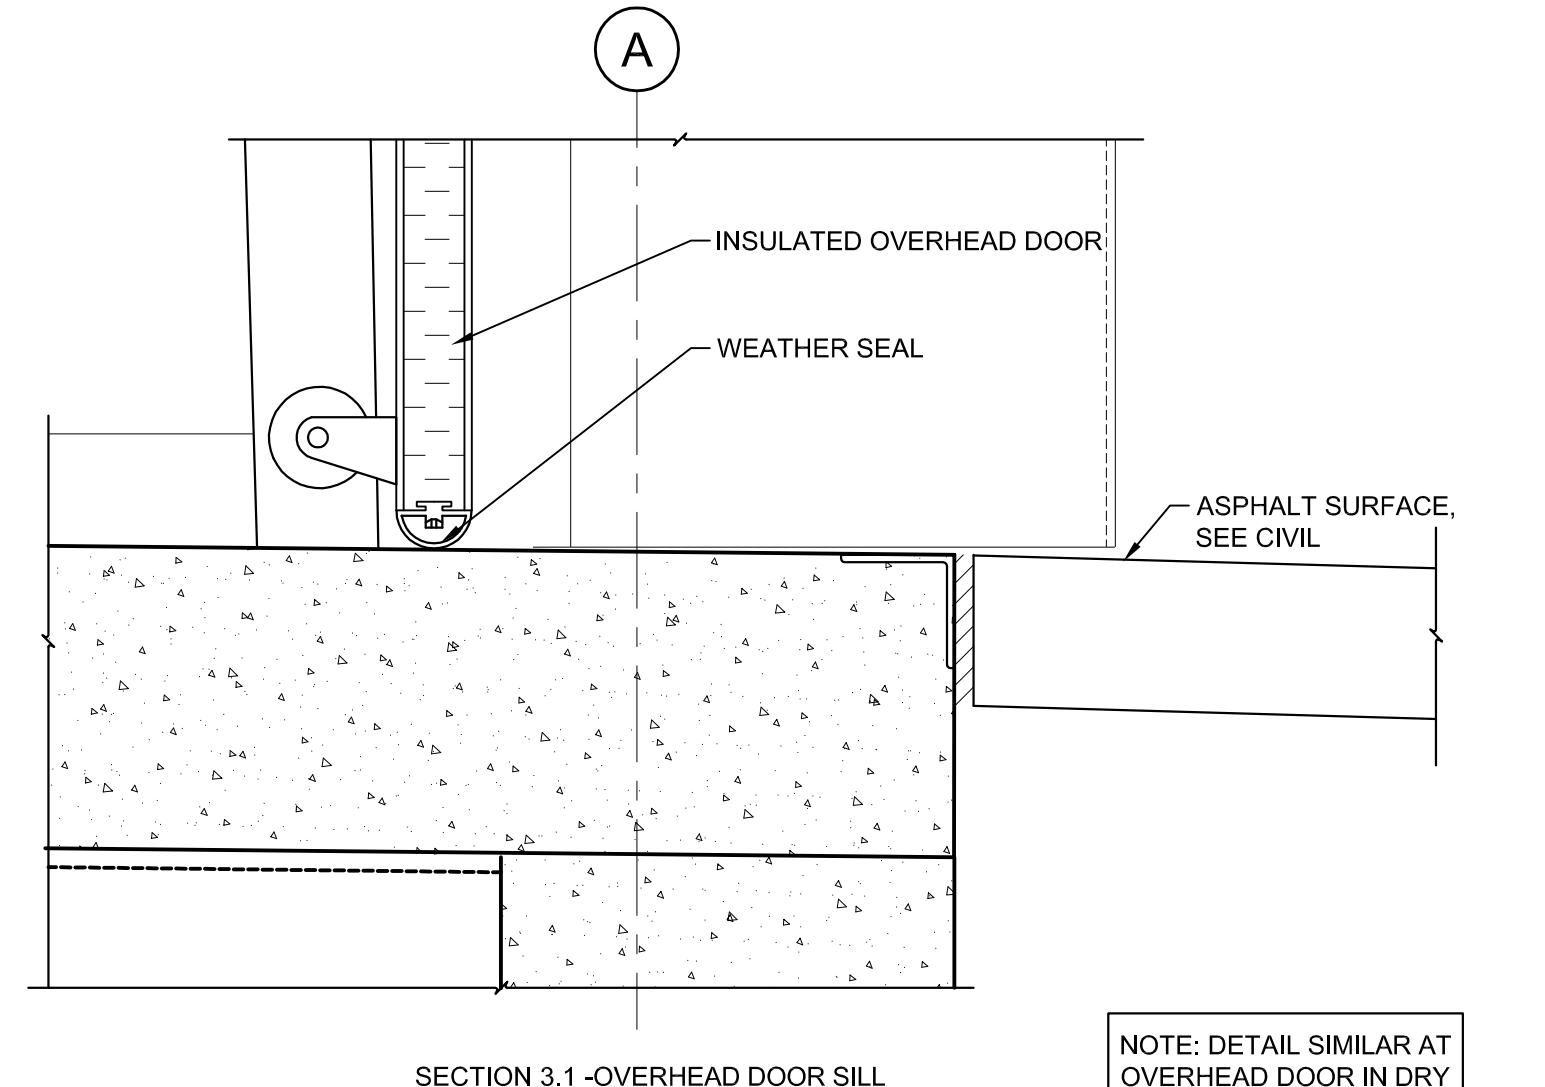 A
INSULATED OVERHEAD DOOR
WEATHER SEAL
ASPHALT SURFACE,
SEE CIVIL
SECTION 3.1 -OVERHEAD DOOR SILL
NOTE: DETAIL SIMILAR AT
OVERHEAD DOOR IN DRY